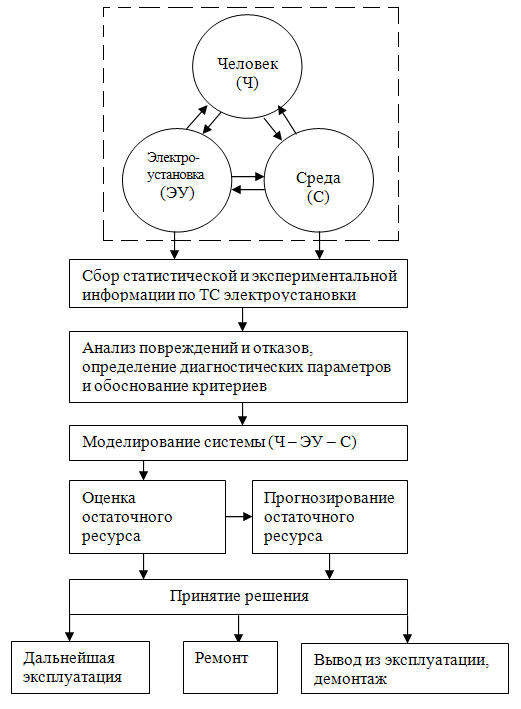 Человек
(Ч)
Электро-
установка
(ЭУ)
Среда
(С)
Сбор статистической и экспериментальной
информации по ТС электроустановки
Анализ повреждений и отказов,
определение диагностических параметров
и обоснование критериев
Моделирование системы (Ч – ЭУ – С)
Оценка
остаточного
ресурса
Прогнозирование
остаточного
ресурса
Принятие решения
Дальнейшая
эксплуатация
Ремонт
Вывод из эксплуатации,
демонтаж